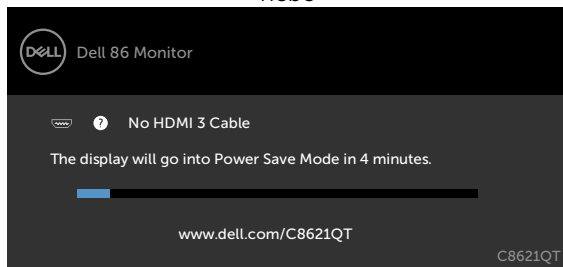 DELL
Dell 86 Monitor
? No HDMI 3 Cable
The display will go into Power Save Mode in 4 minutes.
www.dell.com/C8621QT
C8621QT